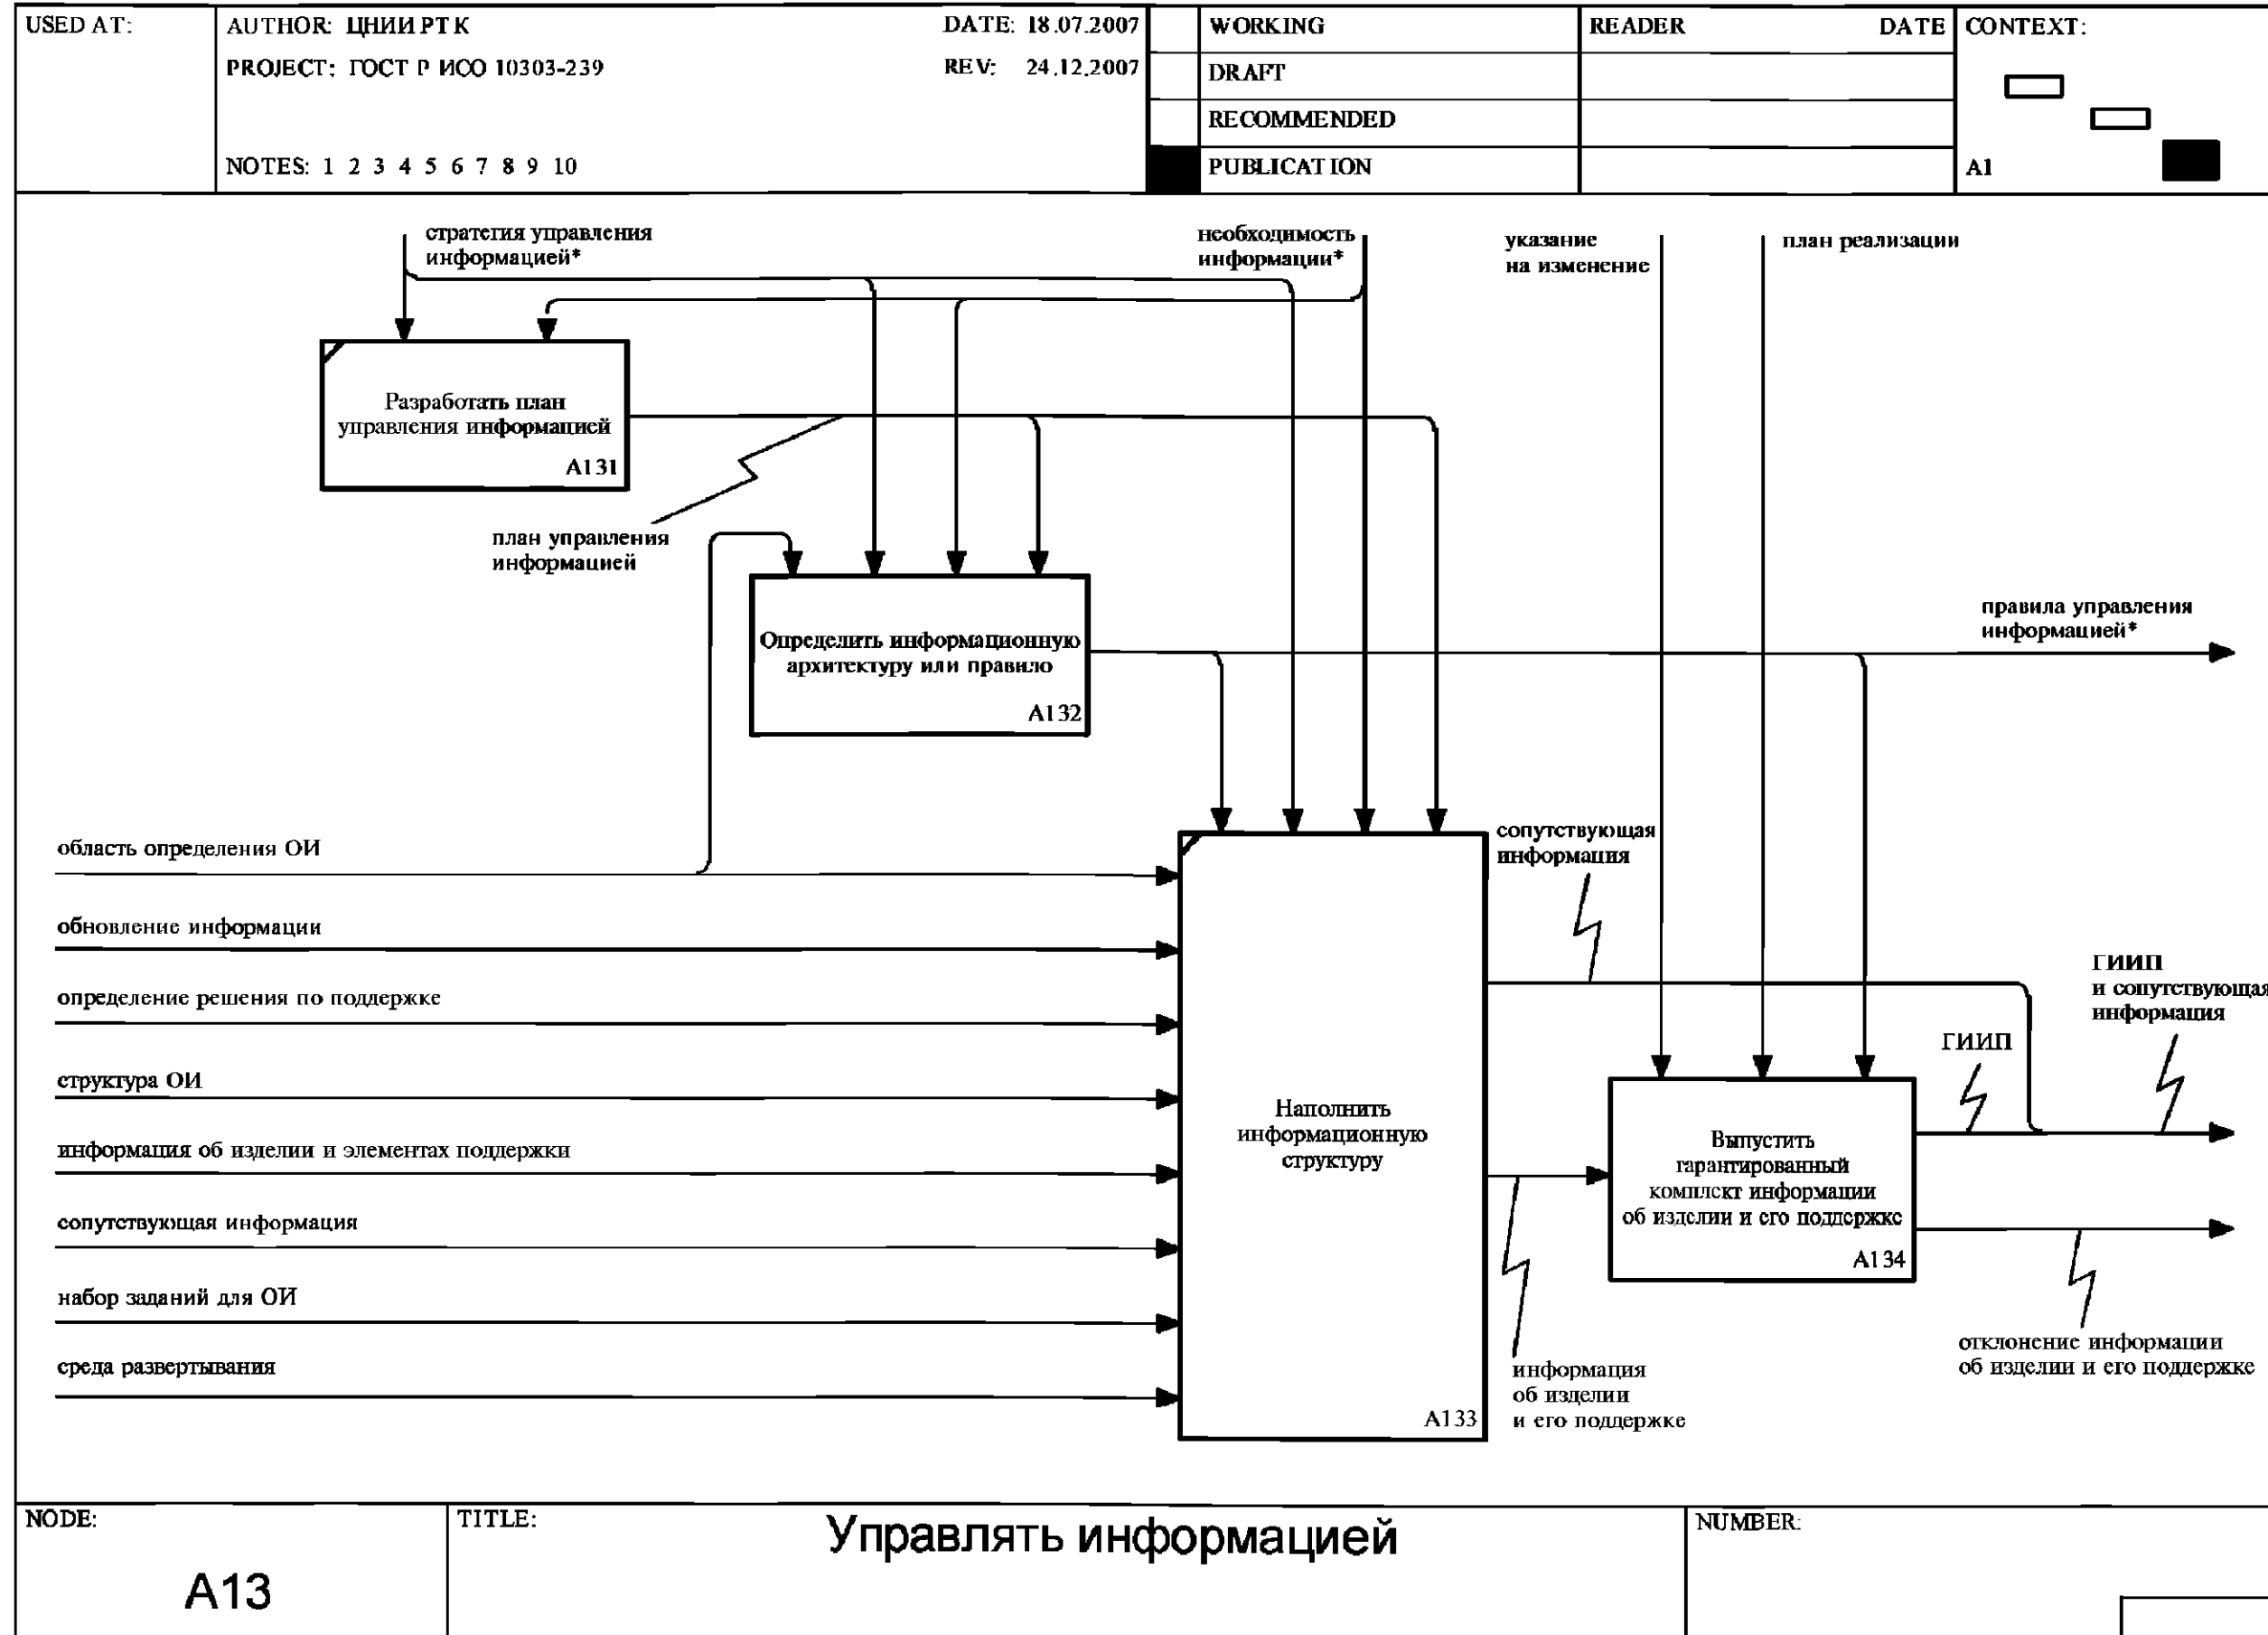 USED AT:
AUTHOR: ЦНИИ РТК
DATE: 18.07.2007
PROJECT: ГОСТ Р ИСО 10303-239
REV: 24.12.2007
NOTES: 1 2 3 4 5 6 7 8 9 10
WORKING
DRAFT
RECOMMENDED
PUBLICATION
READER
DATE
CONTEXT:
A1
стратегия управления
информацией*
необходимость
информации*
указание
на изменение
план реализации
Разработать план
управления информацией
A131
план управления
информацией
Определить информационную
архитектуру или правило
A132
правила управления
информацией*
область определения ОИ
обновление информации
определение решения по поддержке
структура ОИ
информация об изделии и элементах поддержки
сопутствующая информация
набор заданий для ОИ
среда развертывания
Наполнить
информационную
структуру
A133
сопутствующая
информация
информация
об изделии
и его поддержке
Выпустить
гарантированный
комплект информации
об изделии и его поддержке
A134
ГИИП
ГИИП
и сопутствующая
информация
отклонение информации
об изделии и его поддержке
NODE:
A13
TITLE:
Управлять информацией
NUMBER: